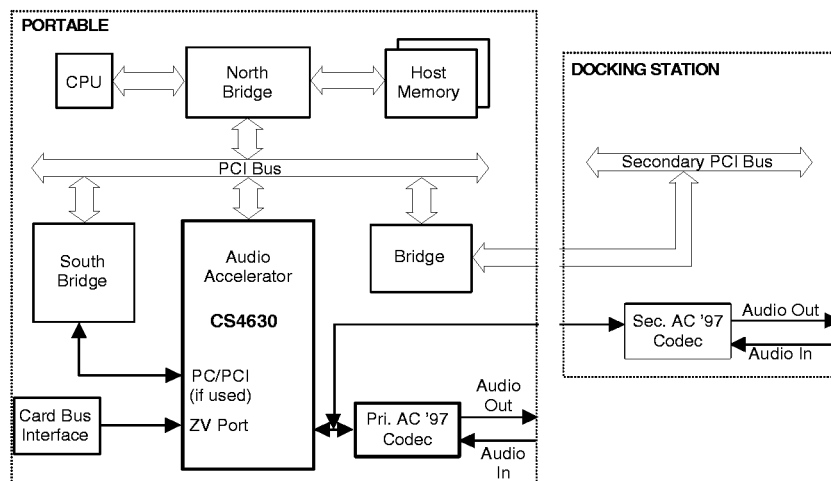 PORTABLE
CPU
North
Bridge
Host
Memory
PCI Bus
South
Bridge
Audio
Accelerator
CS4630
PC/PCI
(if used)
ZV Port
Bridge
Card Bus
Interface
Pri. AC '97
Codec
Audio
Out
Audio
In
DOCKING STATION
Secondary PCI Bus
Sec. AC '97
Codec
Audio Out
Audio In